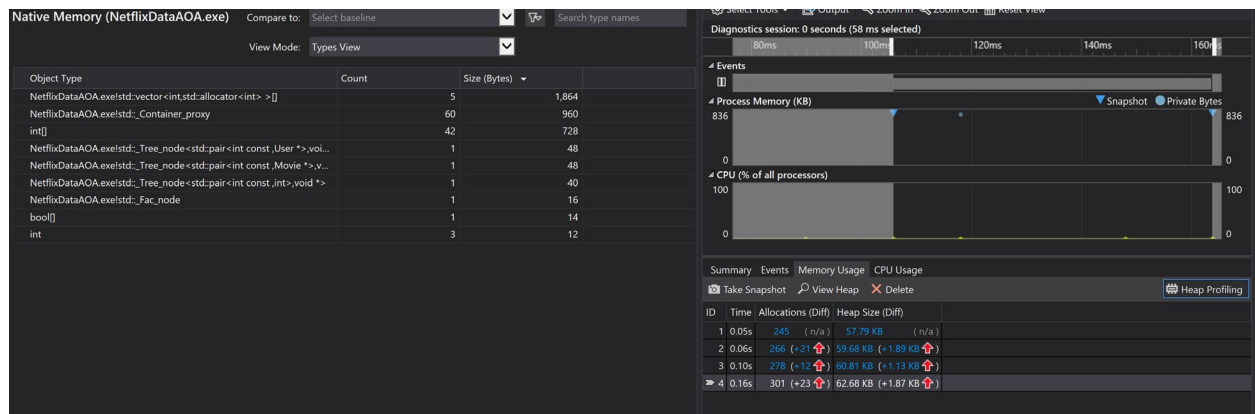 Native Memory (NetflixDataAOA.exe) Compare to: Select baseline Search type names
View Mode: Types View
Object Type Count Size (Bytes)
NetflixDataAOA.exe!std::vector<int,std::allocator<int> >[] 5 1,864
NetflixDataAOA.exe!std::_Container_proxy 60 960
int[] 42 728
NetflixDataAOA.exe!std::_Tree_node<std::pair<int const ,User *>,voi... 1 48
NetflixDataAOA.exe!std::_Tree_node<std::pair<int const ,Movie *>,v... 1 48
NetflixDataAOA.exe!std::_Tree_node<std::pair<int const ,int>,void *> 1 40
NetflixDataAOA.exe!std::_Fac_node 1 16
bool[] 1 14
int 3 12
Select Tools Output Zoom In Zoom Out Reset View
Diagnostics session: 0 seconds (58 ms selected)
80ms 100ms 120ms 140ms
Events
Process Memory (KB) Snapshot Private Bytes
836 836
0 0
CPU (% of all processors)
100 100
0 0
Summary Events Memory Usage CPU Usage
Take Snapshot View Heap Delete Heap Profiling
ID Time Allocations (Diff) Heap Size (Diff)
1 0.05s 245 (n/a) 57.79 KB (n/a)
2 0.06s 266 (+21) 59.68 KB (+1.89 KB)
3 0.10s 278 (+12) 60.81 KB (+1.13 KB)
4 0.16s 301 (+23) 62.68 KB (+1.87 KB)